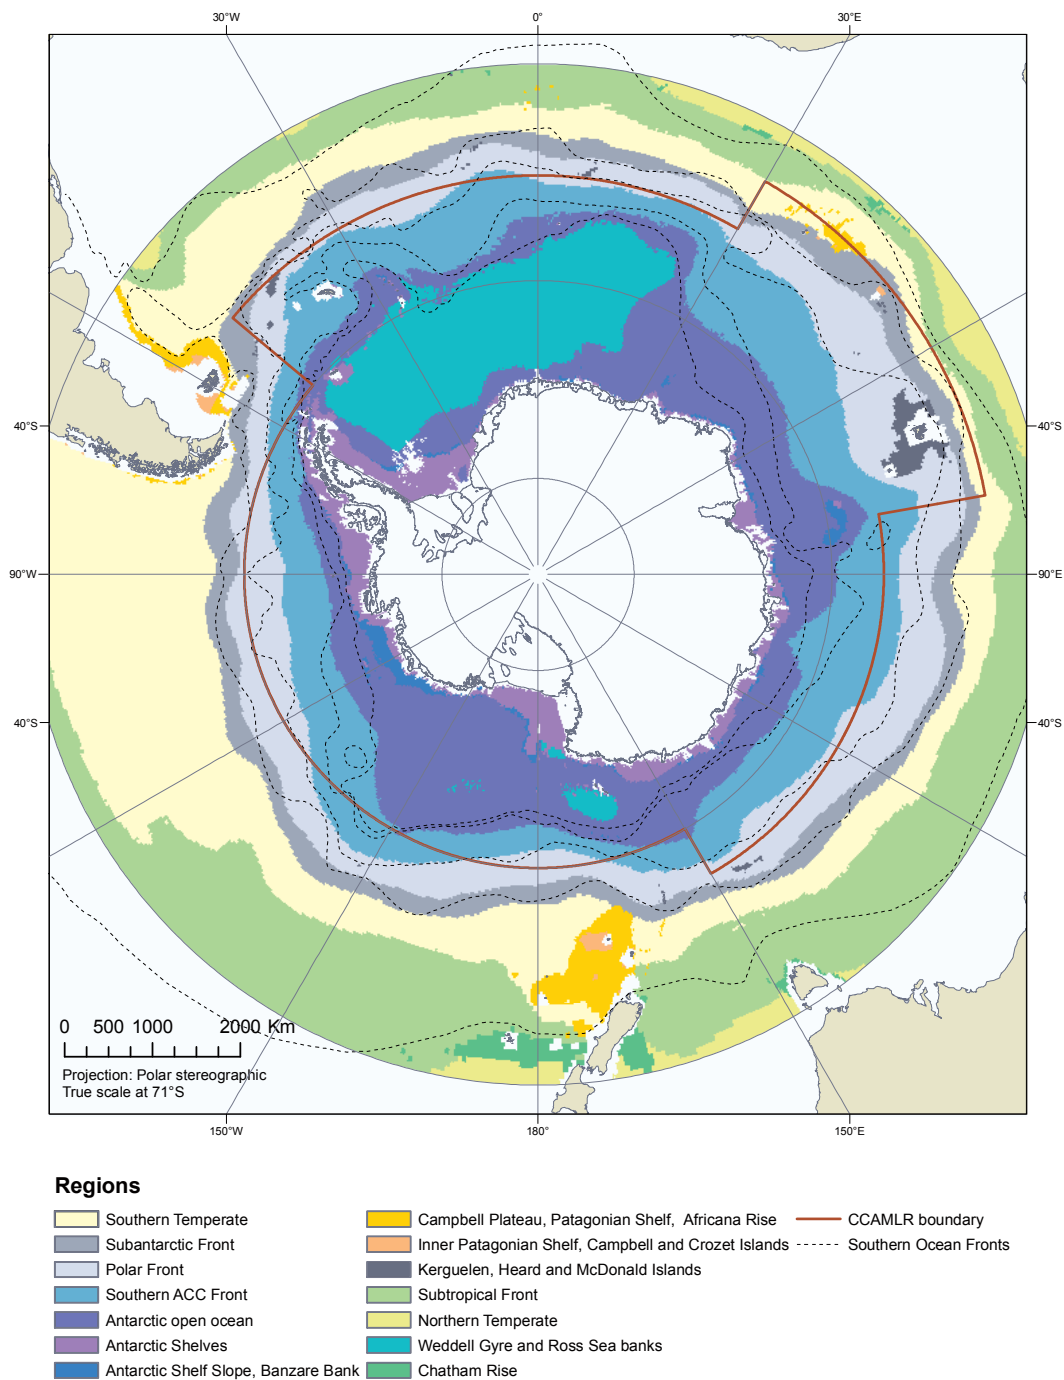 30°W 0° 30°E
40°S 40°S
90°W 90°E
40°S 40°S
0 500 1000 2000 Km
Projection: Polar stereographic
True scale at 71°S
150°W 180° 150°E
Regions
Southern Temperate
Subantarctic Front
Polar Front
Southern ACC Front
Antarctic open ocean
Antarctic Shelves
Antarctic Shelf Slope, Banzare Bank
Campbell Plateau, Patagonian Shelf, Africana Rise
Inner Patagonian Shelf, Campbell and Crozet Islands
Kerguelen, Heard and McDonald Islands
Subtropical Front
Northern Temperate
Weddell Gyre and Ross Sea banks
Chatham Rise
CCAMLR boundary
Southern Ocean Fronts